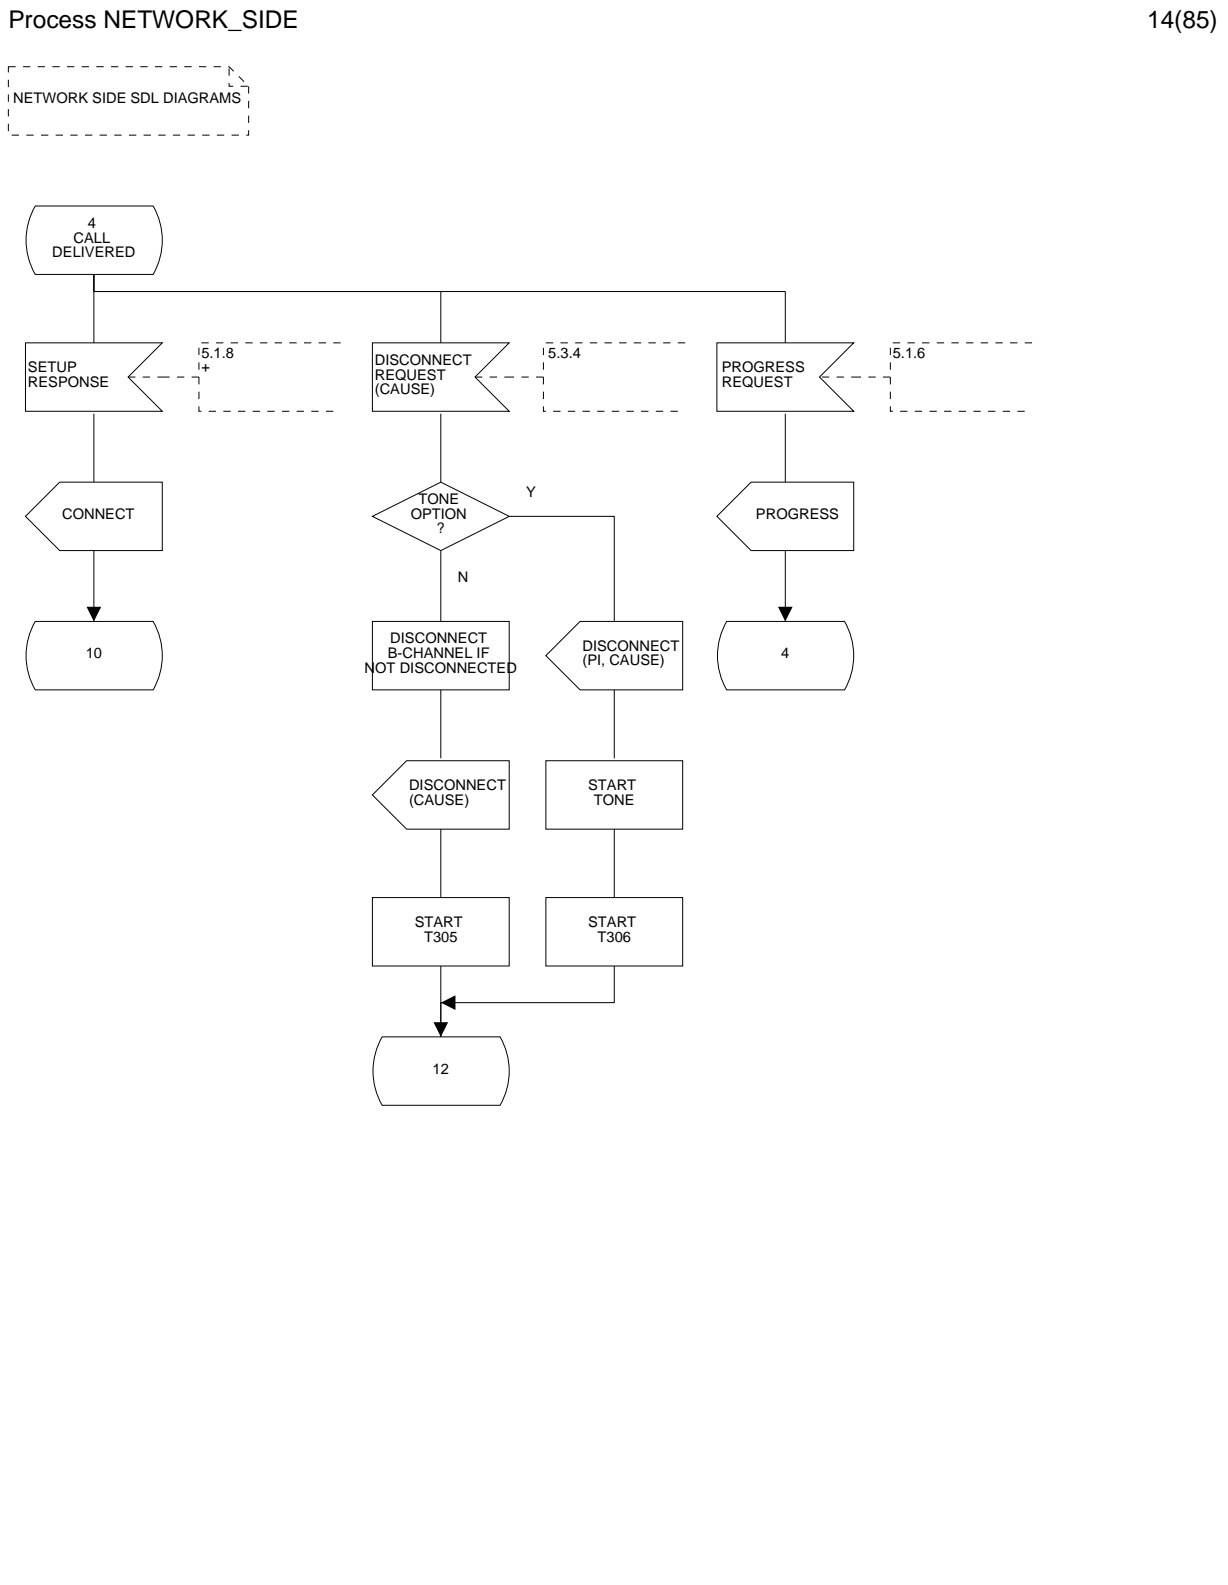 Process NETWORK_SIDE
14(85)
NETWORK SIDE SDL DIAGRAMS
4
CALL
DELIVERED
SETUP
RESPONSE
5.1.8
+
DISCONNECT
REQUEST
(CAUSE)
5.3.4
PROGRESS
REQUEST
5.1.6
CONNECT
TONE
OPTION
?
Y
N
PROGRESS
10
DISCONNECT
B-CHANNEL IF
NOT DISCONNECTED
DISCONNECT
(PI, CAUSE)
4
DISCONNECT
(CAUSE)
START
TONE
START
T305
START
T306
12